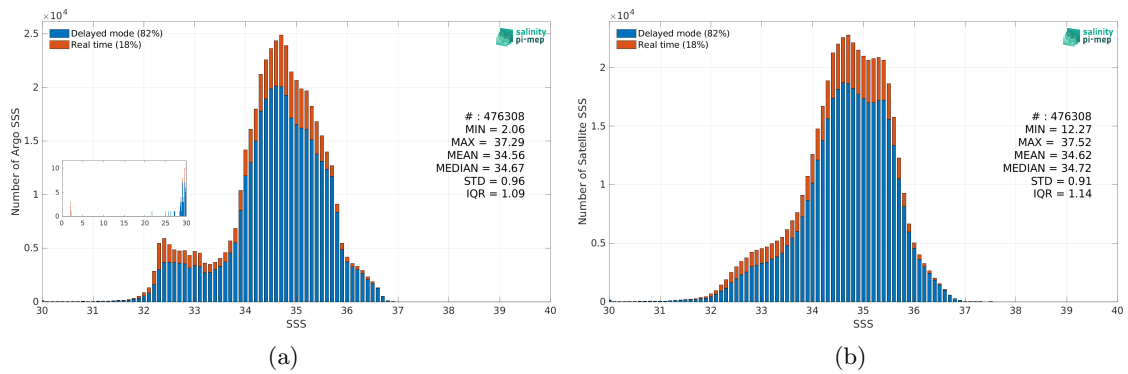 ×10⁴
Delayed mode (82%)
Real time (18%)
salinity
pi-mep
2.5
2
1.5
1
0.5
0
Number of Argo SSS
# : 476308
MIN = 2.06
MAX = 37.29
MEAN = 34.56
MEDIAN = 34.67
STD = 0.96
IQR = 1.09
10
5
0
0 5 10 15 20 25 30
30 31 32 33 34 35 36 37 38 39 40
SSS
(a)
×10⁴
Delayed mode (82%)
Real time (18%)
salinity
pi-mep
2
1.5
1
0.5
0
Number of Satellite SSS
# : 476308
MIN = 12.27
MAX = 37.52
MEAN = 34.62
MEDIAN = 34.72
STD = 0.91
IQR = 1.14
30 31 32 33 34 35 36 37 38 39 40
SSS
(b)